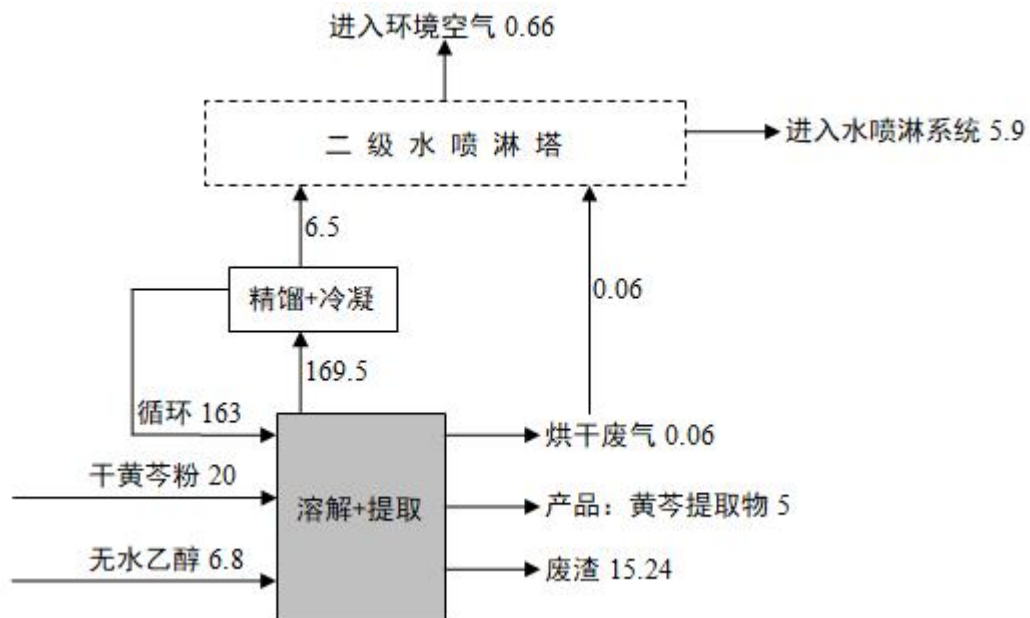 进入环境空气 0.66
二级水喷淋塔
进入水喷淋系统 5.9
6.5
精馏+冷凝
0.06
169.5
循环 163
烘干废气 0.06
干黄芩粉 20
溶解+提取
产品：黄芩提取物 5
无水乙醇 6.8
废渣 15.24